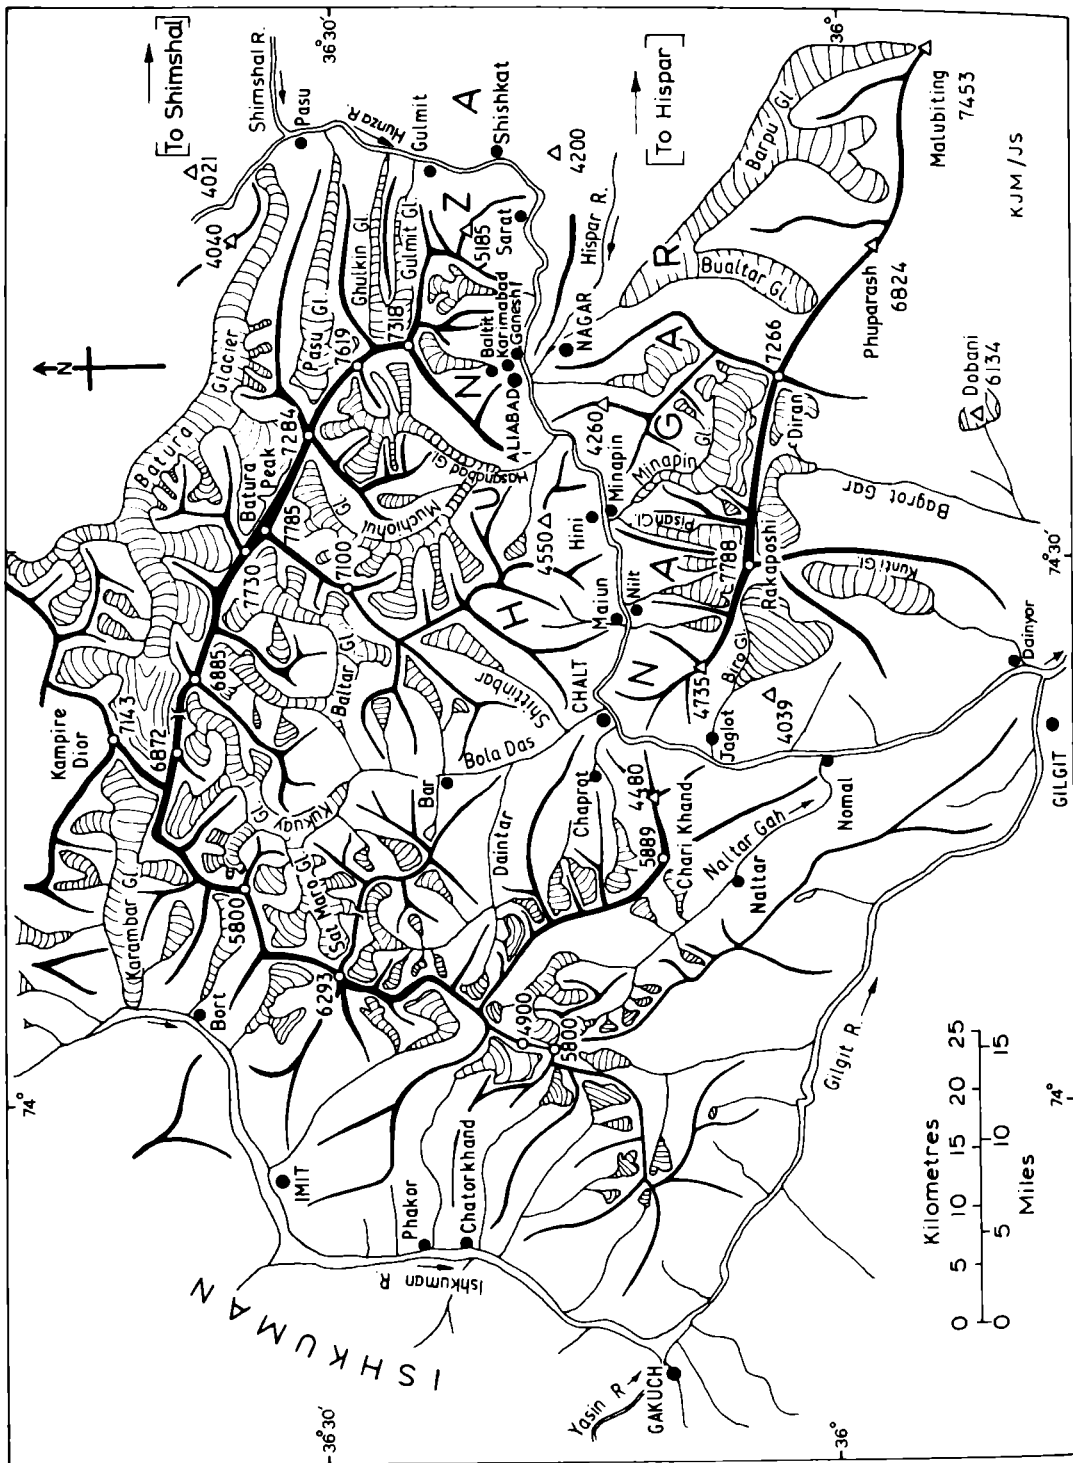 [To Shimshal]
Shimshal R.
Pasu
36°30'
4021
4040
Hunza R.
Gulmit
A
Shishkat
4200
[To Hispar]
36°
Malubiting
7453
KJM/JS
N
Batura
Glacier
Pasu Gl.
Ghulkin Gl.
Gulmit Gl.
Z
5185
Sarat
Hispar R.
Barpu Gl.
R
Bualtar Gl.
Phuparash
6824
7284
7619
7318
N
Baltit
Karimabad
Ganesh
ALIABAD
NAGAR
A
7266
Dobani
6134
Batura
Peak
7785
7730
Muchiohul
Gl.
7100
Hasanabad Gl.
U
4550
Hini
4260
Minapin
G
Minapin
Gl.
Pisan Gl.
Diran
Bagrot Gar
74°30'
Kampire
Dior
7143
6872
6885
Baltar Gl.
Shittinbar
H
Maiun
Nilt
A
7788
Rakaposhi
Kunti Gl.
Dainyor
Bola Das
Bar
CHALT
N
4735
Biro Gl.
Jaglot
4039
Karambar Gl.
Kukuay
Gl.
5800
Sat Maro Gl.
Daintar
Chaprot
4480
5889
Chari Khand
Naltar Gah
Naltar
Nomal
GILGIT
Bort
6293
4900
5800
Gilgit R.
74°
IMIT
Phakor
Chatorkhand
Ishkuman
R.
ISHKUMAN
Yasin R
GAKUCH
36°30'
36°
74°
Kilometres
0 5 10 15 20 25
0 5 10 15
Miles